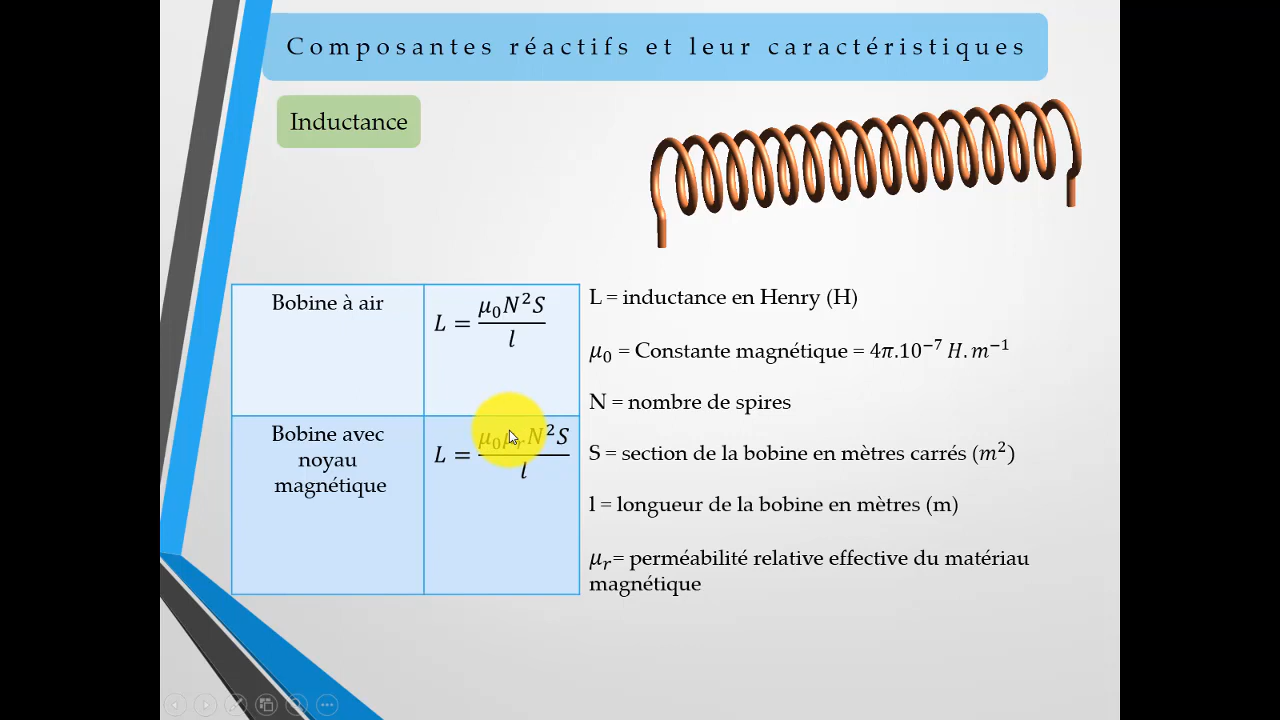 Composantes réactifs et leur caractéristiques
Inductance
Bobine à air
L = μ₀N²S / l
Bobine avec
noyau
magnétique
L = μ₀μᵣN²S / l
L = inductance en Henry (H)
μ₀ = Constante magnétique = 4π.10⁻⁷ H.m⁻¹
N = nombre de spires
S = section de la bobine en mètres carrés (m²)
l = longueur de la bobine en mètres (m)
μᵣ= perméabilité relative effective du matériau
magnétique